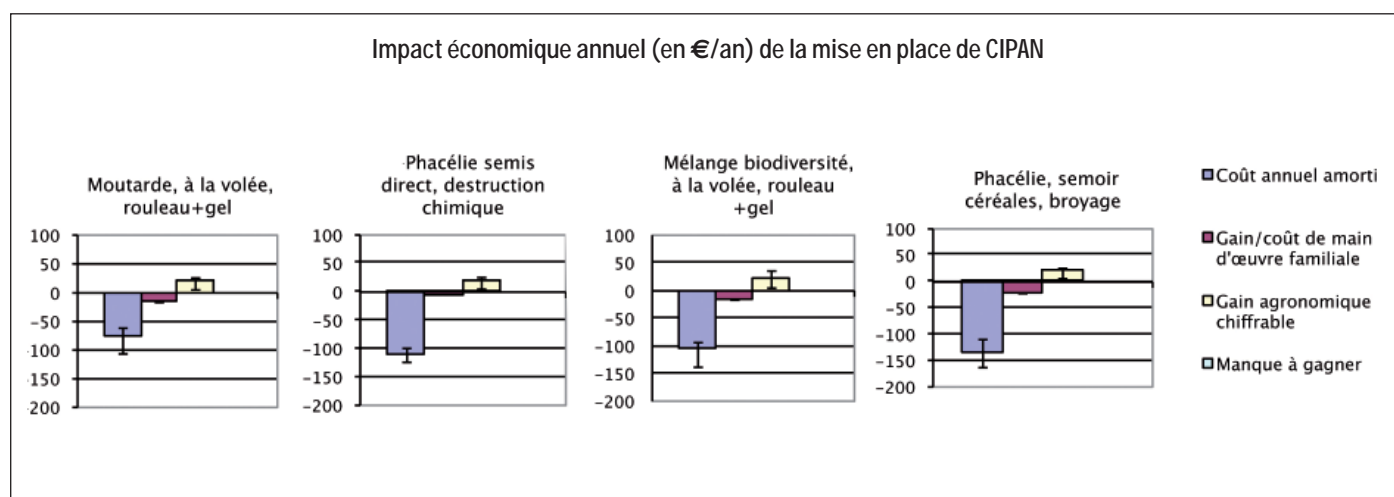 Impact économique annuel (en €/an) de la mise en place de CIPAN
Moutarde, à la volée,
rouleau+gel
100
50
0
-50
-100
-150
-200
Phacélie semis
direct, destruction
chimique
100
50
0
-50
-100
-150
-200
Mélange biodiversité,
à la volée, rouleau
+gel
100
50
0
-50
-100
-150
-200
Phacélie, semoir
céréales, broyage
100
50
0
-50
-100
-150
-200
Coût annuel amorti
Gain/coût de main
d'œuvre familiale
Gain agronomique
chiffrable
Manque à gagner